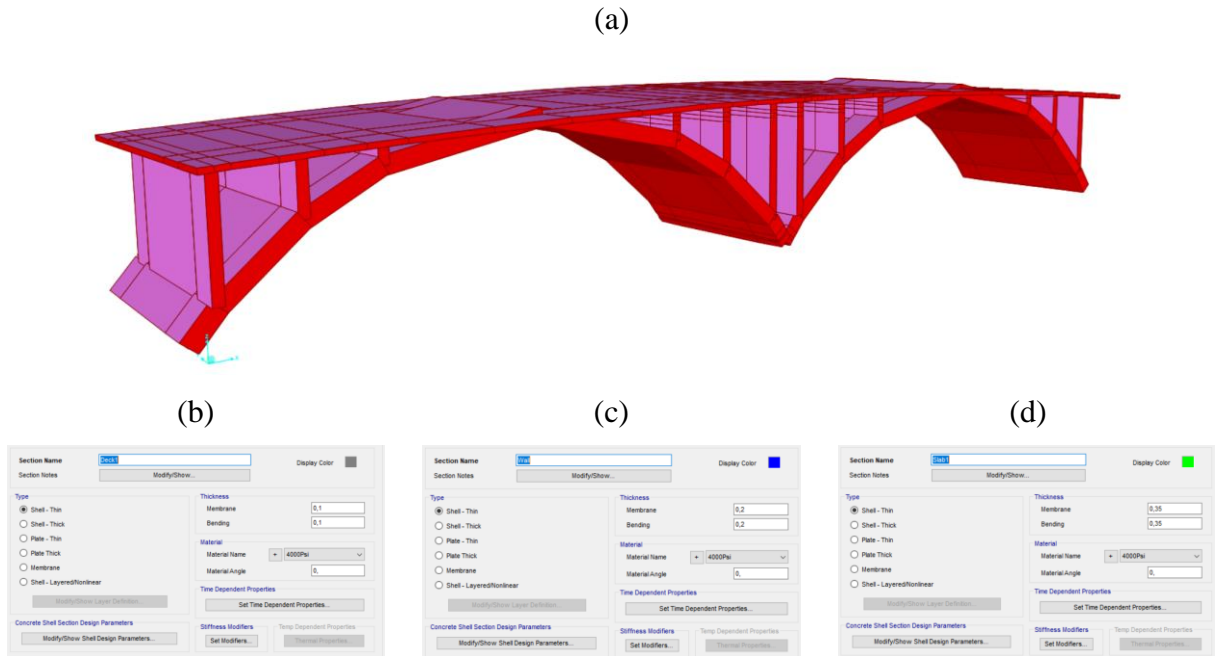 (a)
(b)
(c)
(d)
Section Name
Deck1
Display Color
Section Notes
Modify/Show...
Type
Shell - Thin
Shell - Thick
Plate - Thin
Plate Thick
Membrane
Shell - Layered/Nonlinear
Modify/Show Layer Definition...
Concrete Shell Section Design Parameters
Modify/Show Shell Design Parameters...
Thickness
Membrane
0,1
Bending
0,1
Material
Material Name
+
4000Psi
Material Angle
0,
Time Dependent Properties
Set Time Dependent Properties...
Stiffness Modifiers
Set Modifiers...
Temp Dependent Properties
Thermal Properties...
Section Name
Wall
Display Color
Section Notes
Modify/Show...
Type
Shell - Thin
Shell - Thick
Plate - Thin
Plate Thick
Membrane
Shell - Layered/Nonlinear
Modify/Show Layer Definition...
Concrete Shell Section Design Parameters
Modify/Show Shell Design Parameters...
Thickness
Membrane
0,2
Bending
0,2
Material
Material Name
+
4000Psi
Material Angle
0,
Time Dependent Properties
Set Time Dependent Properties...
Stiffness Modifiers
Set Modifiers...
Temp Dependent Properties
Thermal Properties...
Section Name
Slab1
Display Color
Section Notes
Modify/Show...
Type
Shell - Thin
Shell - Thick
Plate - Thin
Plate Thick
Membrane
Shell - Layered/Nonlinear
Modify/Show Layer Definition...
Concrete Shell Section Design Parameters
Modify/Show Shell Design Parameters...
Thickness
Membrane
0,35
Bending
0,35
Material
Material Name
+
4000Psi
Material Angle
0,
Time Dependent Properties
Set Time Dependent Properties...
Stiffness Modifiers
Set Modifiers...
Temp Dependent Properties
Thermal Properties...